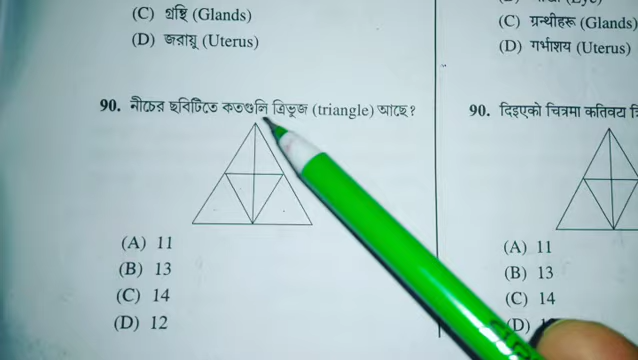 (C) গ্রন্থি (Glands)
(D) জরায়ু (Uterus)
90. নীচের ছবিটিতে কতগুলি ত্রিভুজ (triangle) আছে?
(A) 11
(B) 13
(C) 14
(D) 12
(C) ग्रन्थीहरू (Glands)
(D) गर्भाशय (Uterus)
90. दिइएको चित्रमा कतिवटा
(A) 11
(B) 13
(C) 14
(D)